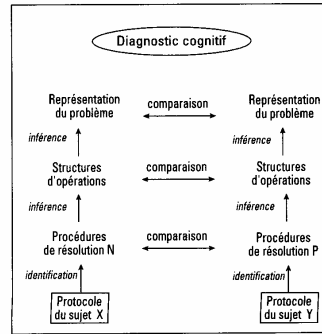 Diagnostic cognitif
Représentation comparaison Représentation
du problème du problème
inférence inférence
Structures comparaison Structures
d'opérations d'opérations
inférence inférence
Procédures comparaison Procédures
de résolution N de résolution P
identification identification
Protocole Protocole
du sujet X du sujet Y